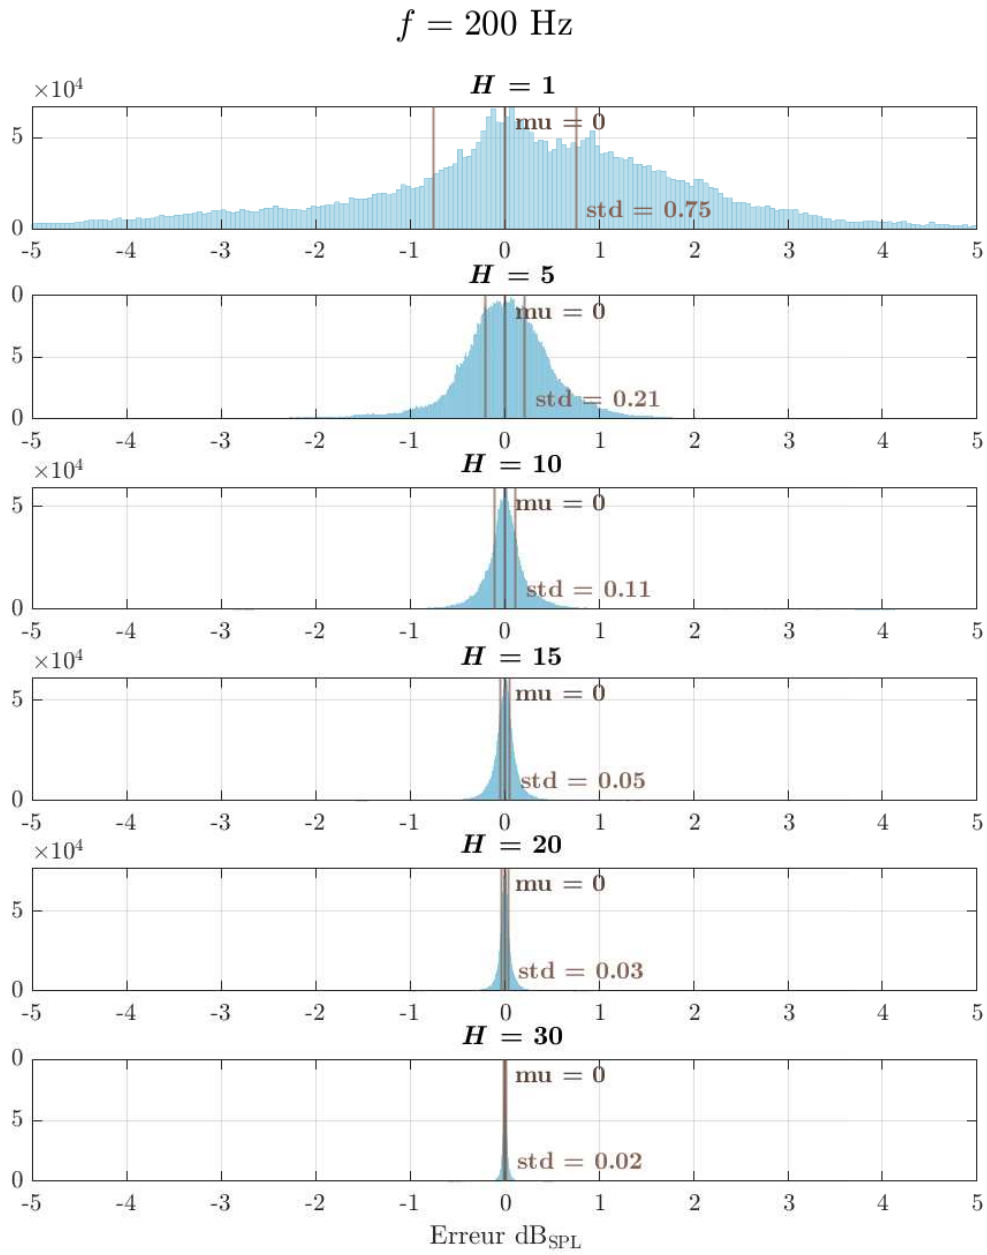 f = 200 Hz
×10⁴
H = 1
5
mu = 0
std = 0.75
0
-5 -4 -3 -2 -1 0 1 2 3 4 5
H = 5
0
mu = 0
5
std = 0.21
0
-5 -4 -3 -2 -1 0 1 2 3 4 5
×10⁴
H = 10
5
mu = 0
std = 0.11
0
-5 -4 -3 -2 -1 0 1 2 3 4 5
×10⁴
H = 15
5
mu = 0
std = 0.05
0
-5 -4 -3 -2 -1 0 1 2 3 4 5
×10⁴
H = 20
mu = 0
5
std = 0.03
0
-5 -4 -3 -2 -1 0 1 2 3 4 5
H = 30
0
mu = 0
5
std = 0.02
0
-5 -4 -3 -2 -1 0 1 2 3 4 5
Erreur dB_SPL